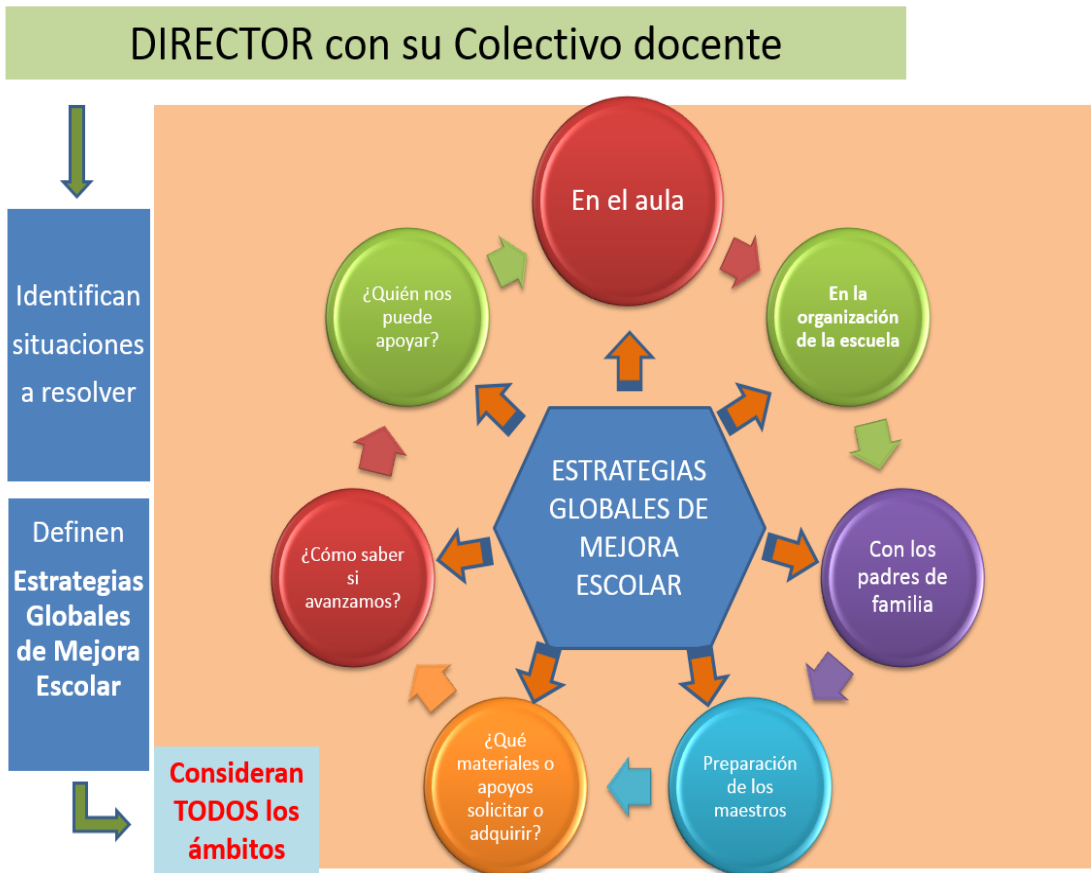 DIRECTOR con su Colectivo docente
Identifican
situaciones
a resolver
Definen
Estrategias
Globales
de Mejora
Escolar
Consideran
TODOS los
ámbitos
ESTRATEGIAS
GLOBALES DE
MEJORA
ESCOLAR
En el aula
En la
organización
de la escuela
Con los
padres de
familia
Preparación
de los
maestros
¿Qué
materiales o
apoyos
solicitar o
adquirir?
¿Cómo saber
si
avanzamos?
¿Quién nos
puede
apoyar?